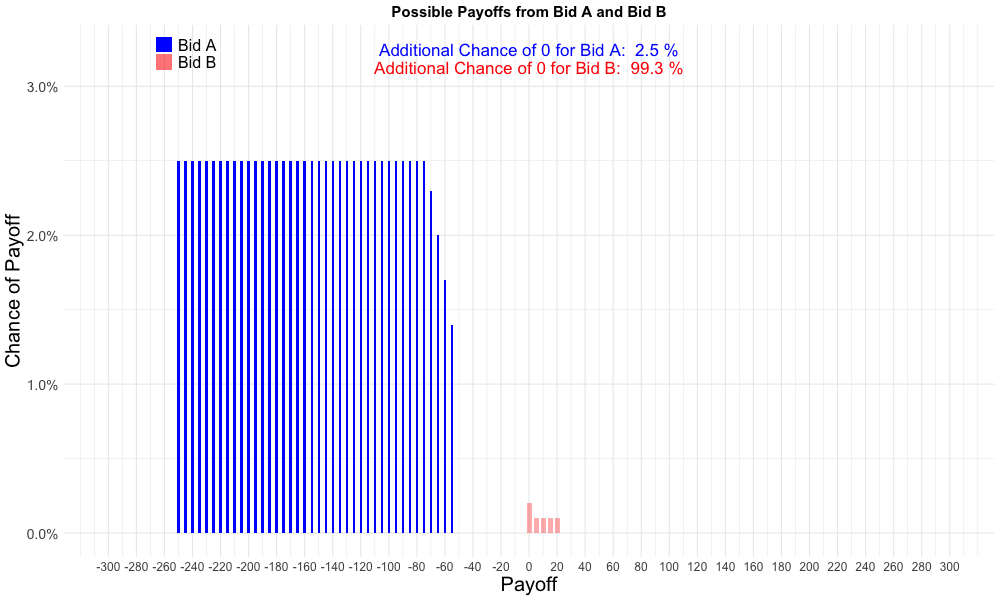 Possible Payoffs from Bid A and Bid B
Bid A
Bid B
Additional Chance of 0 for Bid A:  2.5 %
Additional Chance of 0 for Bid B:  99.3 %
Chance of Payoff
3.0%
2.0%
1.0%
0.0%
-300 -280 -260 -240 -220 -200 -180 -160 -140 -120 -100 -80 -60 -40 -20 0 20 40 60 80 100 120 140 160 180 200 220 240 260 280 300
Payoff